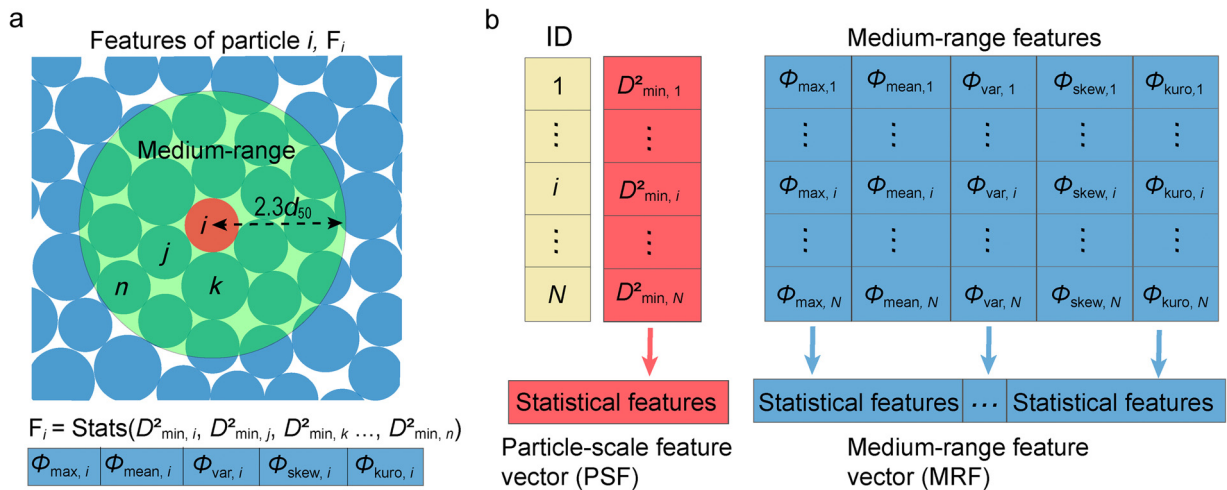 a
Features of particle i, Fᵢ
Medium-range
2.3d₅₀
i
j
k
n
Fᵢ = Stats(D²min, i, D²min, j, D²min, k ..., D²min, n)
Φmax, i Φmean, i Φvar, i Φskew, i Φkuro, i
b
ID
Medium-range features
1 D²min, 1 Φmax,1 Φmean,1 Φvar, 1 Φskew,1 Φkuro,1
⋮ ⋮ ⋮ ⋮ ⋮ ⋮ ⋮
i D²min, i Φmax, i Φmean, i Φvar, i Φskew, i Φkuro, i
⋮ ⋮ ⋮ ⋮ ⋮ ⋮ ⋮
N D²min, N Φmax, N Φmean, N Φvar, N Φskew, N Φkuro, N
Statistical features
Statistical features ... Statistical features
Particle-scale feature
vector (PSF)
Medium-range feature
vector (MRF)